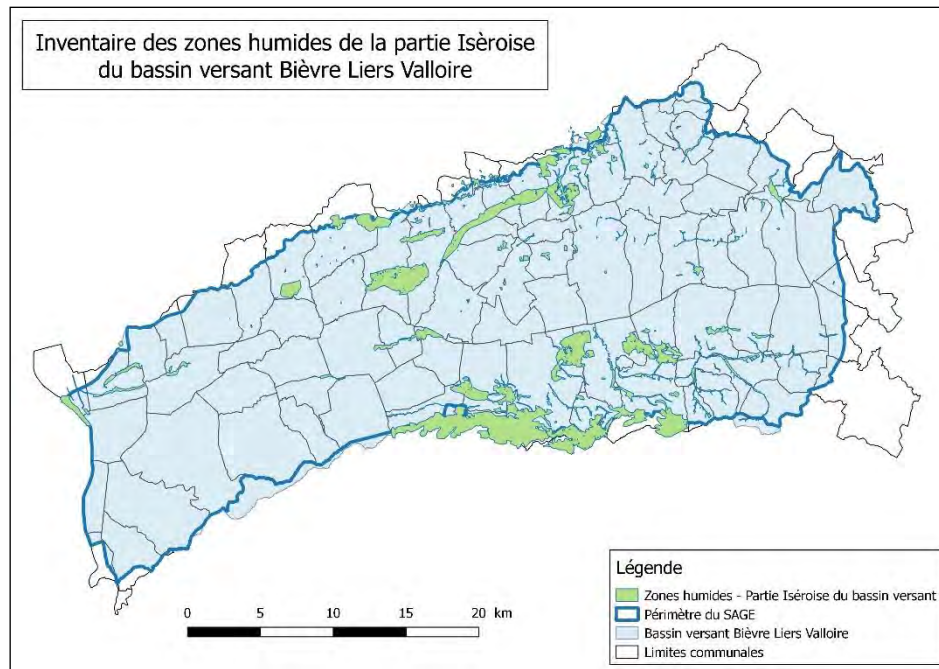 Inventaire des zones humides de la partie Isèroise
du bassin versant Bièvre Liers Valloire
0 5 10 15 20 km
Légende
Zones humides - Partie Iséroise du bassin versant
Périmètre du SAGE
Bassin versant Bièvre Liers Valloire
Limites communales